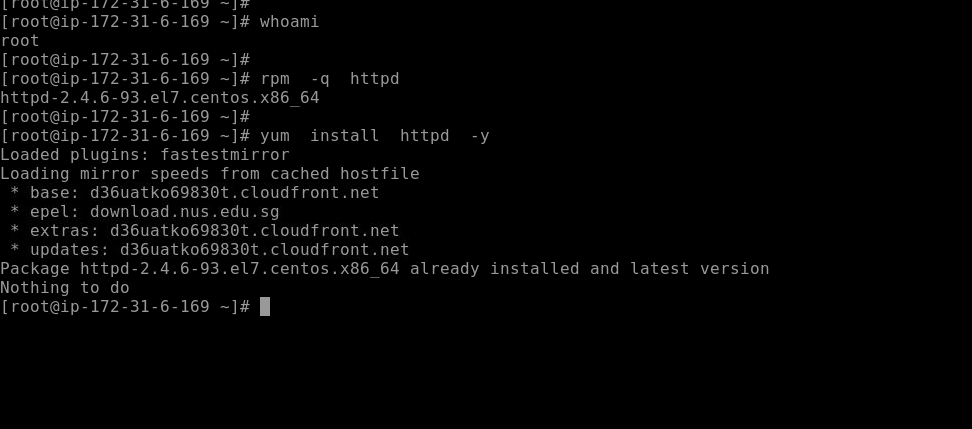 [root@ip-172-31-6-169 ~]#
[root@ip-172-31-6-169 ~]# whoami
root
[root@ip-172-31-6-169 ~]#
[root@ip-172-31-6-169 ~]# rpm  -q  httpd
httpd-2.4.6-93.el7.centos.x86_64
[root@ip-172-31-6-169 ~]#
[root@ip-172-31-6-169 ~]# yum  install  httpd  -y
Loaded plugins: fastestmirror
Loading mirror speeds from cached hostfile
 * base: d36uatko69830t.cloudfront.net
 * epel: download.nus.edu.sg
 * extras: d36uatko69830t.cloudfront.net
 * updates: d36uatko69830t.cloudfront.net
Package httpd-2.4.6-93.el7.centos.x86_64 already installed and latest version
Nothing to do
[root@ip-172-31-6-169 ~]#